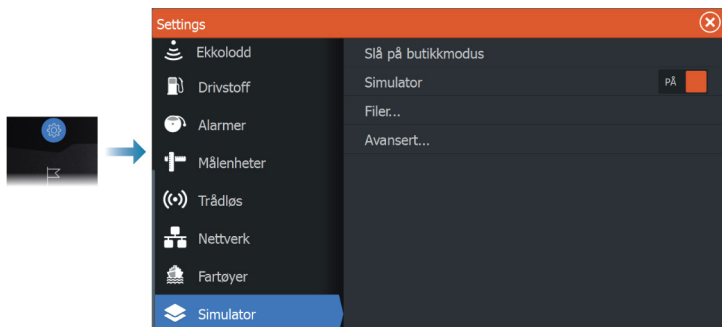 Settings
Ekkolodd
Drivstoff
Alarmer
Målenheter
Trådløs
Nettverk
Fartøyer
Simulator
Slå på butikkmodus
Simulator PÅ
Filer...
Avansert...